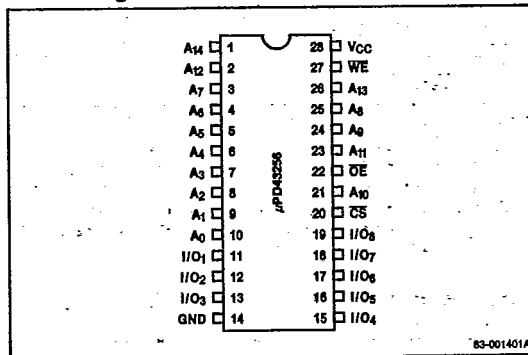 A14 1 28 VCC
A12 2 27 WE
A7 3 26 A13
A6 4 25 A8
A5 5 24 A9
A4 6 23 A11
A3 7 22 OE
A2 8 21 A10
A1 9 20 CS
A0 10 19 I/O8
I/O1 11 18 I/O7
I/O2 12 17 I/O6
I/O3 13 16 I/O5
GND 14 15 I/O4
μPD43256
83-001401A